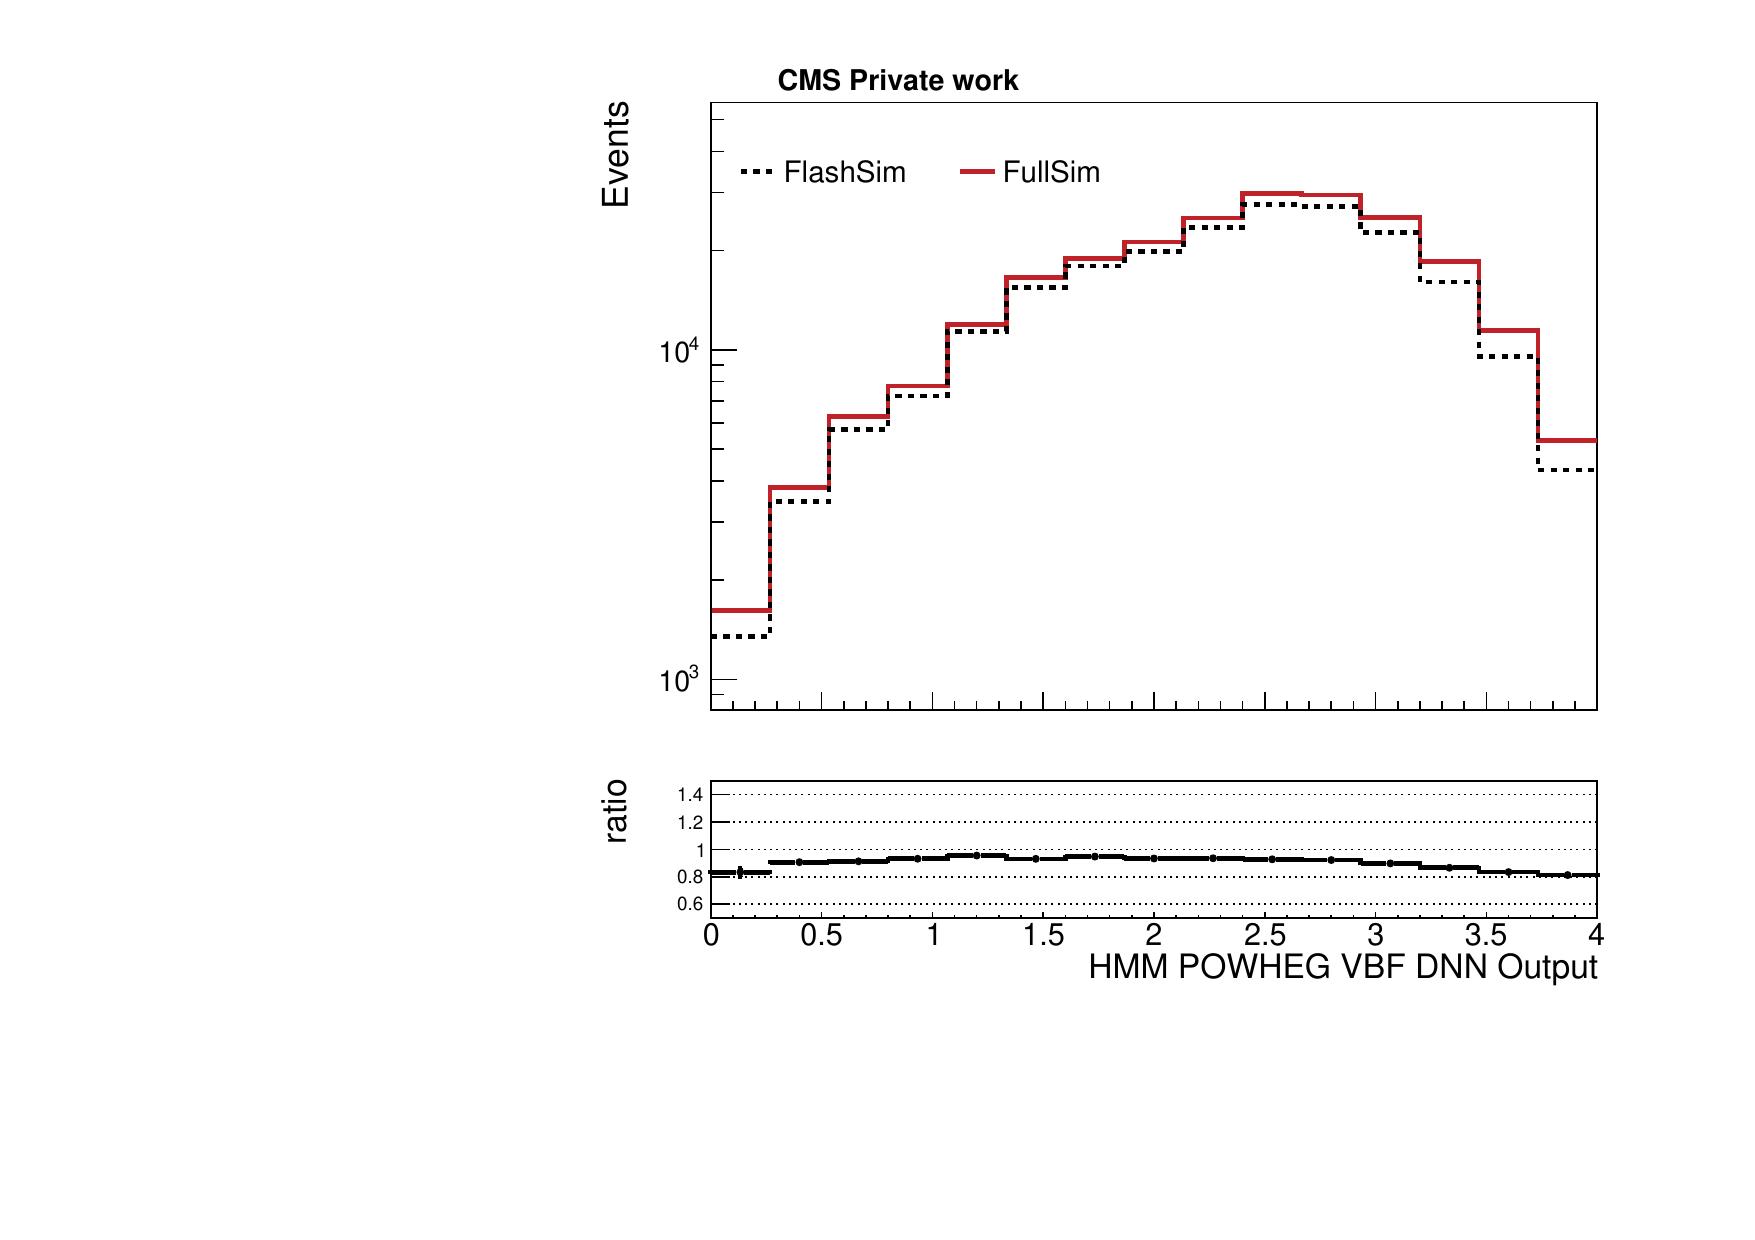 CMS Private work
Events
FlashSim FullSim
10⁴
10³
ratio
1.4
1.2
1
0.8
0.6
0 0.5 1 1.5 2 2.5 3 3.5 4
HMM POWHEG VBF DNN Output